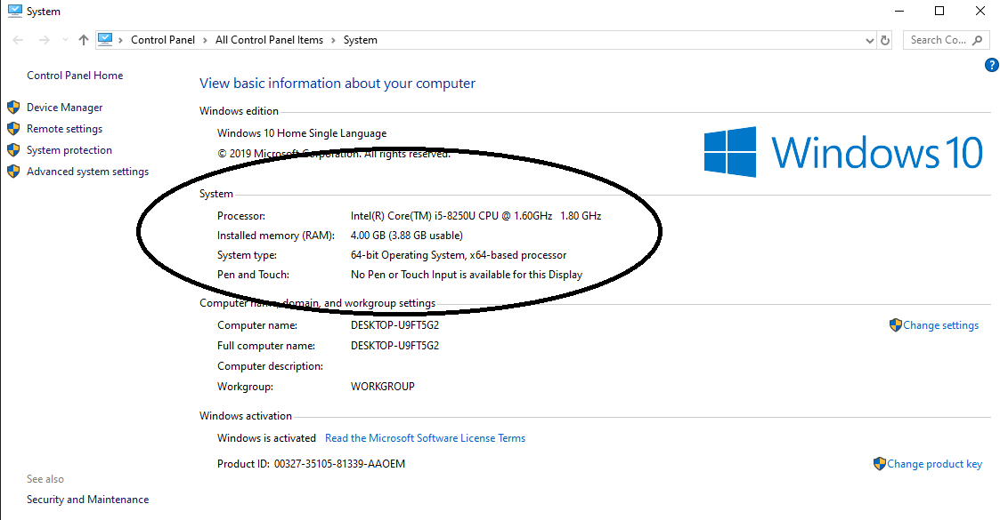 System
Control Panel > All Control Panel Items > System
Search Co...
?
Control Panel Home
Device Manager
Remote settings
System protection
Advanced system settings
View basic information about your computer
Windows edition
Windows 10 Home Single Language
© 2019 Microsoft Corporation. All rights reserved.
Windows 10
System
Processor: Intel(R) Core(TM) i5-8250U CPU @ 1.60GHz 1.80 GHz
Installed memory (RAM): 4.00 GB (3.88 GB usable)
System type: 64-bit Operating System, x64-based processor
Pen and Touch: No Pen or Touch Input is available for this Display
Computer name, domain, and workgroup settings
Computer name: DESKTOP-U9FT5G2
Change settings
Full computer name: DESKTOP-U9FT5G2
Computer description:
Workgroup: WORKGROUP
Windows activation
Windows is activated Read the Microsoft Software License Terms
Product ID: 00327-35105-81339-AAOEM
Change product key
See also
Security and Maintenance